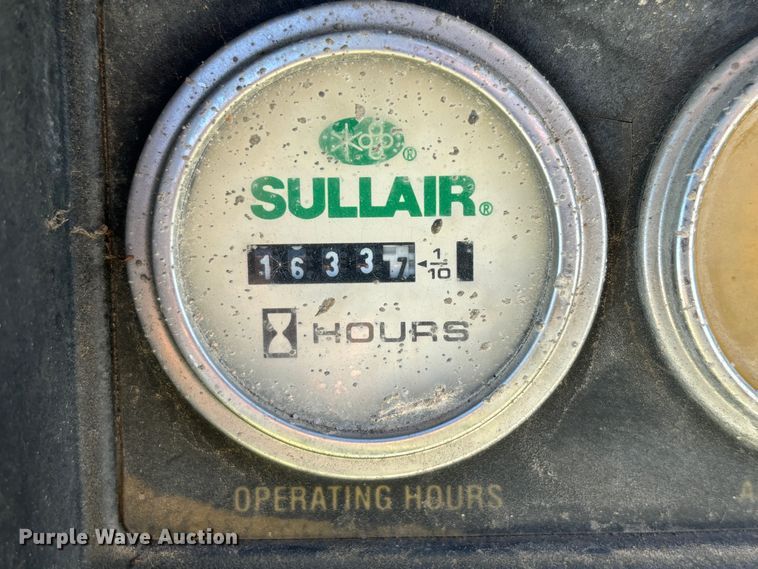 ®
SULLAIR®
1 6 3 3 7 ◄ 1/10
HOURS
OPERATING HOURS
A
Purple Wave Auction